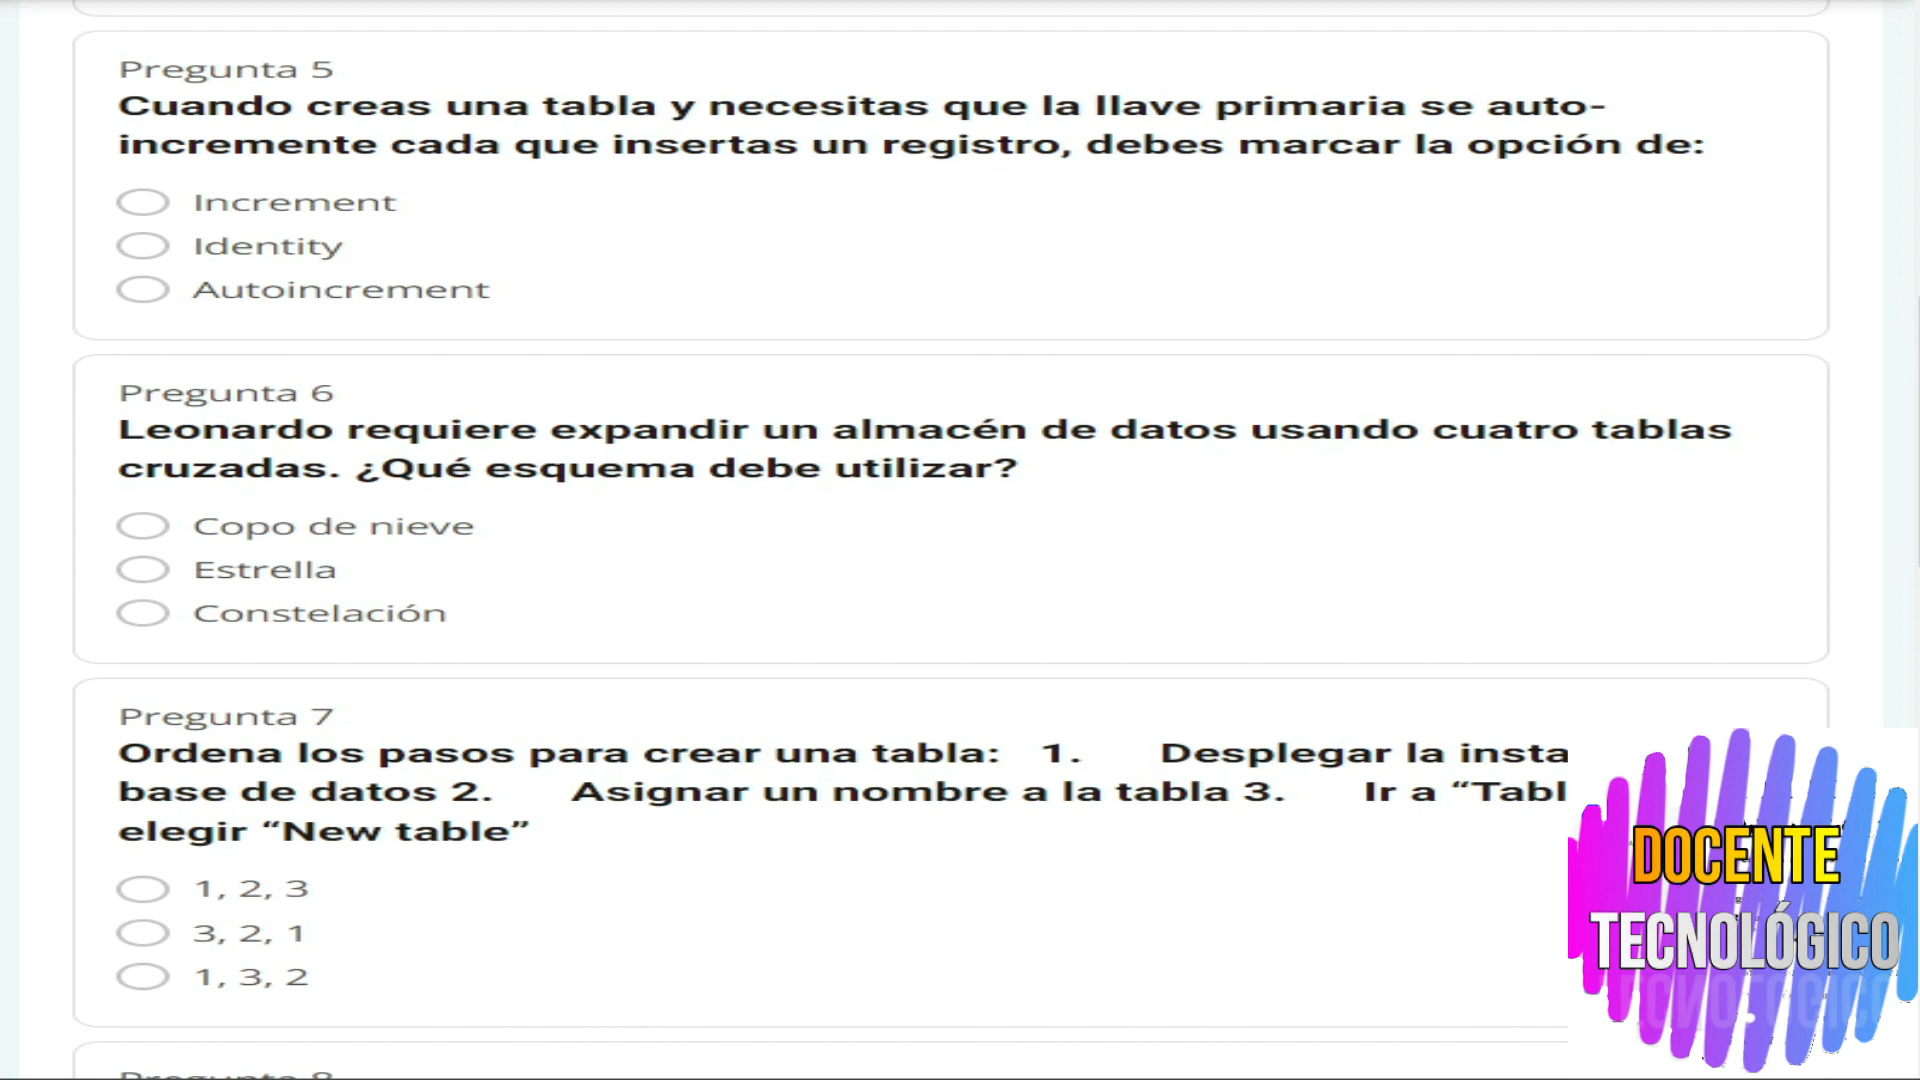 Pregunta 5
Cuando creas una tabla y necesitas que la llave primaria se auto-
incremente cada que insertas un registro, debes marcar la opción de:
Increment
Identity
Autoincrement
Pregunta 6
Leonardo requiere expandir un almacén de datos usando cuatro tablas
cruzadas. ¿Qué esquema debe utilizar?
Copo de nieve
Estrella
Constelación
Pregunta 7
Ordena los pasos para crear una tabla: 1. Desplegar la insta
base de datos 2. Asignar un nombre a la tabla 3. Ir a “Tabl
elegir “New table”
1, 2, 3
3, 2, 1
1, 3, 2
DOCENTE
TECNOLÓGICO
Pregunta 8